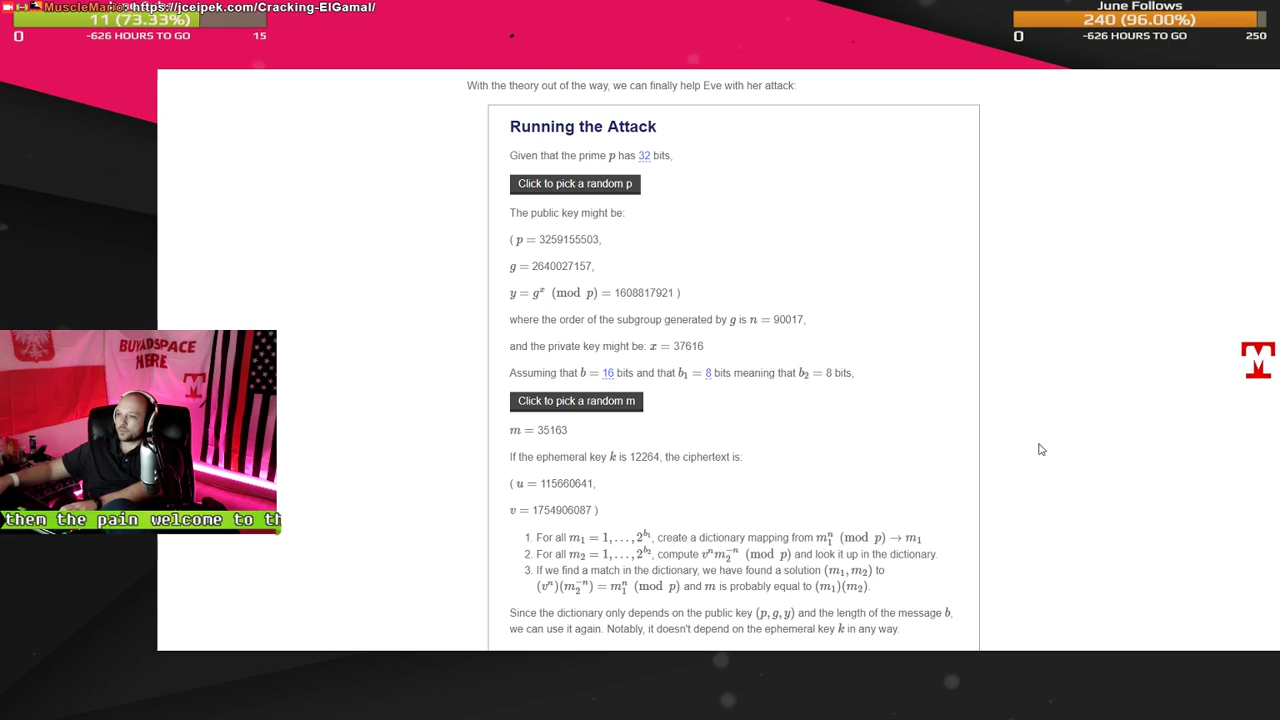 MuscleMario https://jceipek.com/Cracking-ElGamal/
11 (73.33%)
0 -626 HOURS TO GO 15
June Follows
240 (96.00%)
0 -626 HOURS TO GO 250
With the theory out of the way, we can finally help Eve with her attack:
Running the Attack
Given that the prime p has 32 bits,
Click to pick a random p
The public key might be:
( p = 3259155503,
g = 2640027157,
y = g^x (mod p) = 1608817921 )
where the order of the subgroup generated by g is n = 90017,
and the private key might be: x = 37616
Assuming that b = 16 bits and that b₁ = 8 bits meaning that b₂ = 8 bits,
Click to pick a random m
m = 35163
If the ephemeral key k is 12264, the ciphertext is:
( u = 115660641,
v = 1754906087 )
1. For all m₁ = 1, . . . , 2^b₁, create a dictionary mapping from m₁^n (mod p) → m₁
2. For all m₂ = 1, . . . , 2^b₂, compute v^n m₂^−n (mod p) and look it up in the dictionary.
3. If we find a match in the dictionary, we have found a solution (m₁, m₂) to
(v^n)(m₂^−n) = m₁^n (mod p) and m is probably equal to (m₁)(m₂).
Since the dictionary only depends on the public key (p, g, y) and the length of the message b,
we can use it again. Notably, it doesn't depend on the ephemeral key k in any way.
BUY AD SPACE
HERE
them the pain welcome to th